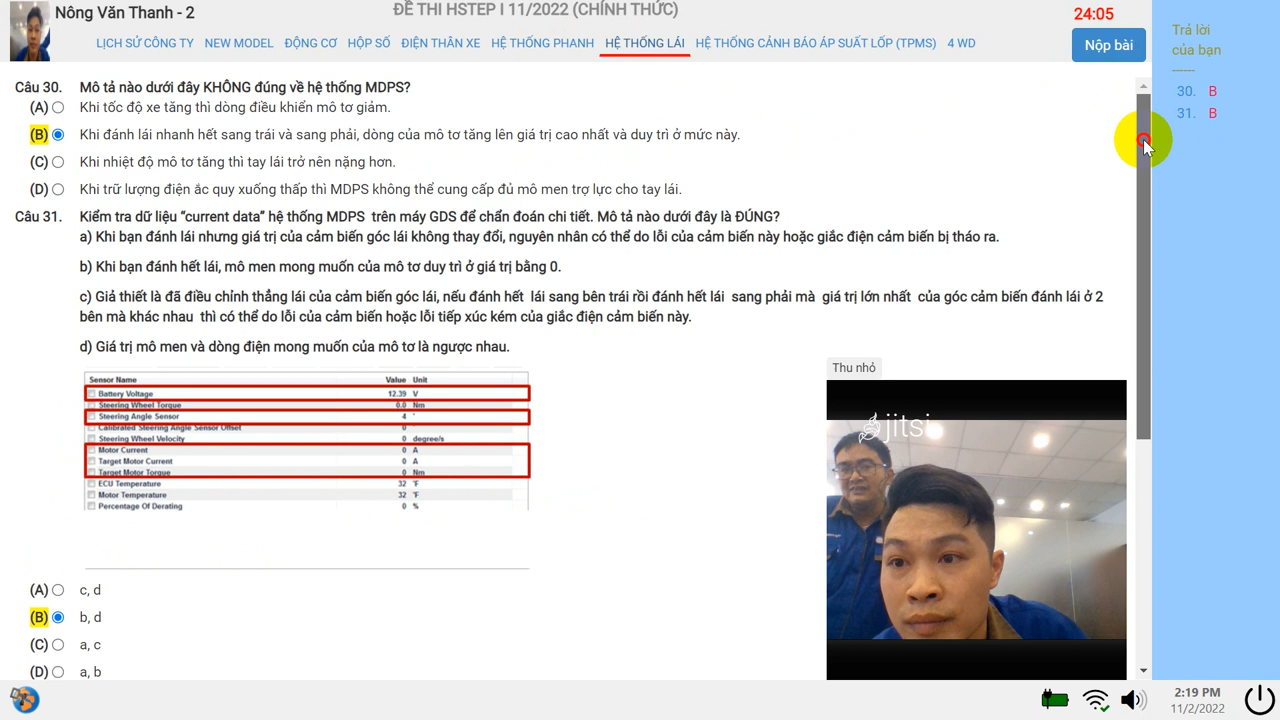 Nông Văn Thanh - 2
ĐỀ THI HSTEP I 11/2022 (CHÍNH THỨC)
24:05
LỊCH SỬ CÔNG TY NEW MODEL ĐỘNG CƠ HỘP SỐ ĐIỆN THÂN XE HỆ THỐNG PHANH HỆ THỐNG LÁI HỆ THỐNG CẢNH BÁO ÁP SUẤT LỐP (TPMS) 4 WD
Nộp bài
Trả lời
của bạn
------
30. B
31. B
Câu 30. Mô tả nào dưới đây KHÔNG đúng về hệ thống MDPS?
(A) Khi tốc độ xe tăng thì dòng điều khiển mô tơ giảm.
(B) Khi đánh lái nhanh hết sang trái và sang phải, dòng của mô tơ tăng lên giá trị cao nhất và duy trì ở mức này.
(C) Khi nhiệt độ mô tơ tăng thì tay lái trở nên nặng hơn.
(D) Khi trữ lượng điện ắc quy xuống thấp thì MDPS không thể cung cấp đủ mô men trợ lực cho tay lái.
Câu 31. Kiểm tra dữ liệu “current data” hệ thống MDPS trên máy GDS để chẩn đoán chi tiết. Mô tả nào dưới đây là ĐÚNG?
a) Khi bạn đánh lái nhưng giá trị của cảm biến góc lái không thay đổi, nguyên nhân có thể do lỗi của cảm biến này hoặc giắc điện cảm biến bị tháo ra.
b) Khi bạn đánh hết lái, mô men mong muốn của mô tơ duy trì ở giá trị bằng 0.
c) Giả thiết là đã điều chỉnh thẳng lái của cảm biến góc lái, nếu đánh hết lái sang bên trái rồi đánh hết lái sang phải mà giá trị lớn nhất của góc cảm biến đánh lái ở 2
bên mà khác nhau thì có thể do lỗi của cảm biến hoặc lỗi tiếp xúc kém của giắc điện cảm biến này.
d) Giá trị mô men và dòng điện mong muốn của mô tơ là ngược nhau.
Sensor Name Value Unit
Battery Voltage 12.39 V
Steering Wheel Torque 0.0 Nm
Steering Angle Sensor 4 °
Calibrated Steering Angle Sensor Offset 0 °
Steering Wheel Velocity 0 degree/s
Motor Current 0 A
Target Motor Current 0 A
Target Motor Torque 0 Nm
ECU Temperature 32 °F
Motor Temperature 32 °F
Percentage Of Derating 0 %
Thu nhỏ
jitsi
(A) c, d
(B) b, d
(C) a, c
(D) a, b
2:19 PM
11/2/2022